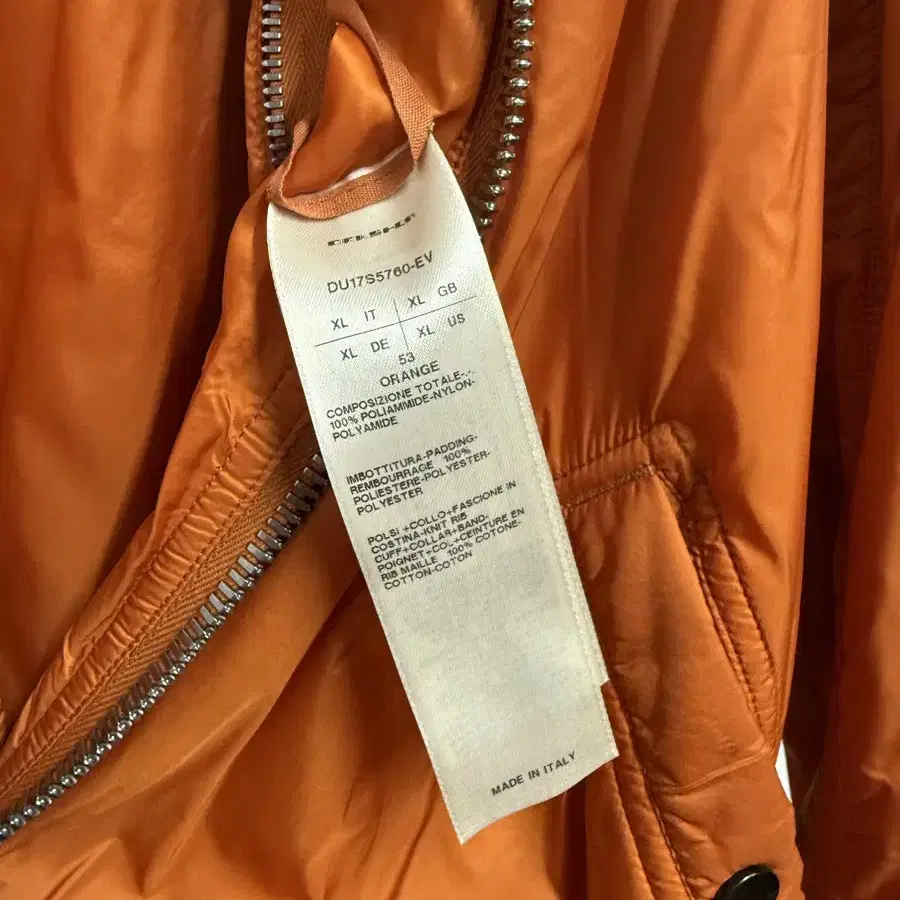 DRKSHDW
DU17S5760-EV
XL IT | XL GB
XL DE | XL US
53
ORANGE
COMPOSIZIONE TOTALE-.-
100% POLIAMMIDE-NYLON-
POLYAMIDE
IMBOTTITURA-PADDING-
REMBOURRAGE 100%
POLIESTERE-POLYESTER-
POLYESTER
POLSI +COLLO+FASCIONE IN
COSTINA-KNIT RIB
CUFF+COLLAR+BAND-
POIGNET+COL+CEINTURE EN
RIB MAILLE 100% COTONE-
COTTON-COTON
MADE IN ITALY